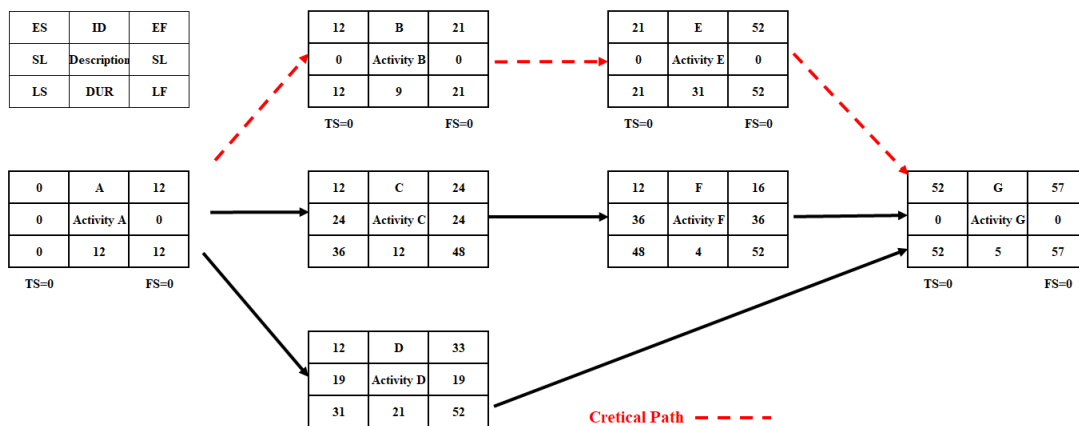 ES ID EF
SL Description SL
LS DUR LF
12 B 21
0 Activity B 0
12 9 21
TS=0 FS=0
21 E 52
0 Activity E 0
21 31 52
TS=0 FS=0
0 A 12
0 Activity A 0
0 12 12
TS=0 FS=0
12 C 24
24 Activity C 24
36 12 48
12 F 16
36 Activity F 36
48 4 52
52 G 57
0 Activity G 0
52 5 57
TS=0 FS=0
12 D 33
19 Activity D 19
31 21 52
Cretical Path